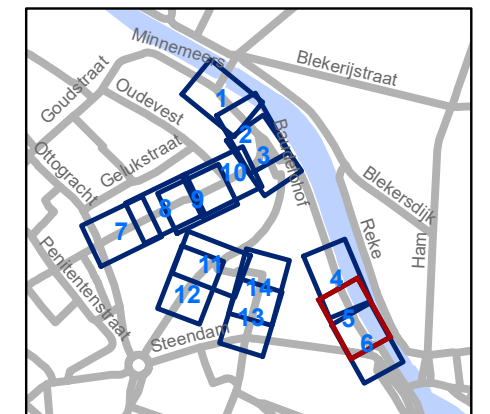 Minnemeers
Blekerijstraat
Goudstraat
Oudevest
1
2
Baudelohof
3
Ottogracht
Gelukstraat
10
9
8
7
Blekersdijk
Reke
Ham
Penitentenstraat
11
12
14
13
4
5
6
Steendam